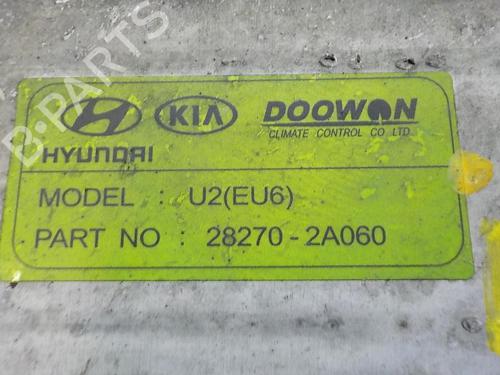 B-PARTS
KIA DOOWON
CLIMATE CONTROL CO LTD.
HYUNDAI
MODEL : U2(EU6)
PART NO : 28270-2A060